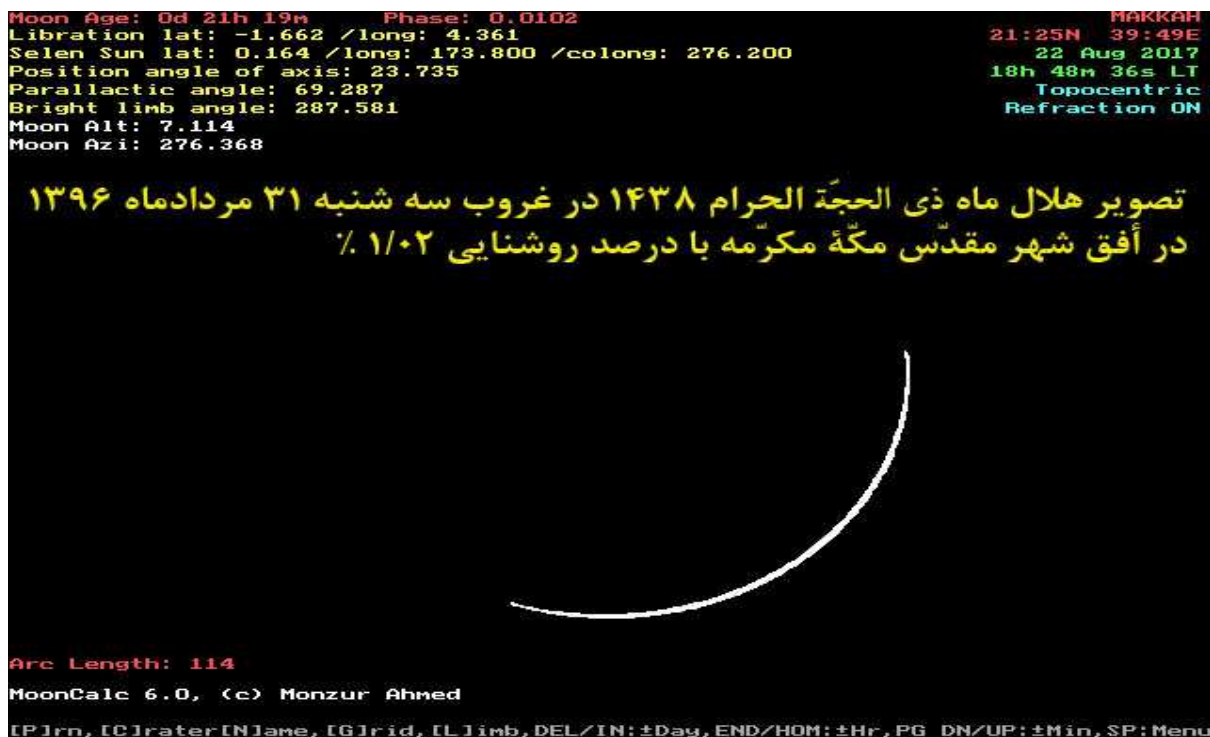 Moon Age: 0d 21h 19m Phase: 0.0102 MAKKAH
Libration lat: -1.662 /long: 4.361 21:25N 39:49E
Selen Sun lat: 0.164 /long: 173.800 /colong: 276.200 22 Aug 2017
Position angle of axis: 23.735 18h 48m 36s LT
Parallactic angle: 69.287 Topocentric
Bright limb angle: 287.581 Refraction ON
Moon Alt: 7.114
Moon Azi: 276.368
تصویر هلال ماه ذی الحجّة الحرام ۱۴۳۸ در غروب سه شنبه ۳۱ مردادماه ۱۳۹۶
در أفق شهر مقدّس مکّۀ مکرّمه با درصد روشنایی ۱/۰۲ ٪
Arc Length: 114
MoonCalc 6.0, (c) Monzur Ahmed
[P]rn,[C]rater[N]ame,[G]rid,[L]imb,DEL/IN:±Day,END/HOM:±Hr,PG DN/UP:±Min,SP:Menu